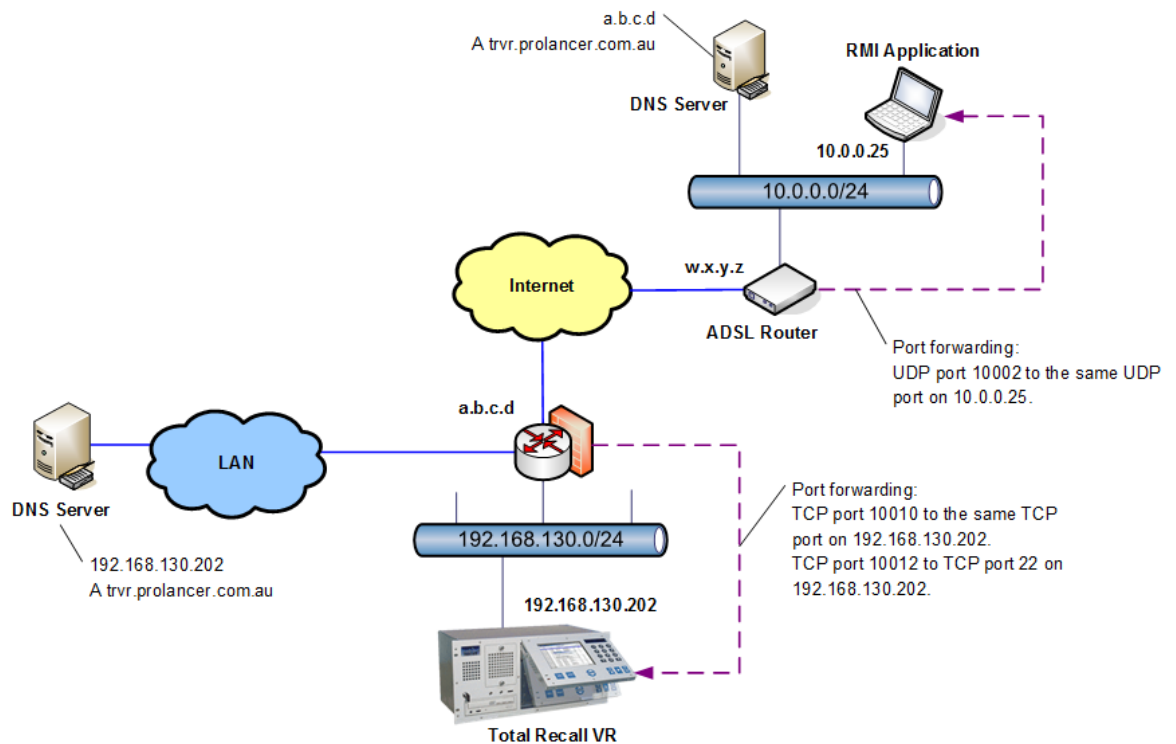 a.b.c.d
A trvr.prolancer.com.au
DNS Server
RMI Application
10.0.0.25
10.0.0.0/24
Internet
w.x.y.z
ADSL Router
Port forwarding:
UDP port 10002 to the same UDP
port on 10.0.0.25.
a.b.c.d
LAN
DNS Server
192.168.130.202
A trvr.prolancer.com.au
192.168.130.0/24
Port forwarding:
TCP port 10010 to the same TCP
port on 192.168.130.202.
TCP port 10012 to TCP port 22 on
192.168.130.202.
192.168.130.202
Total Recall VR